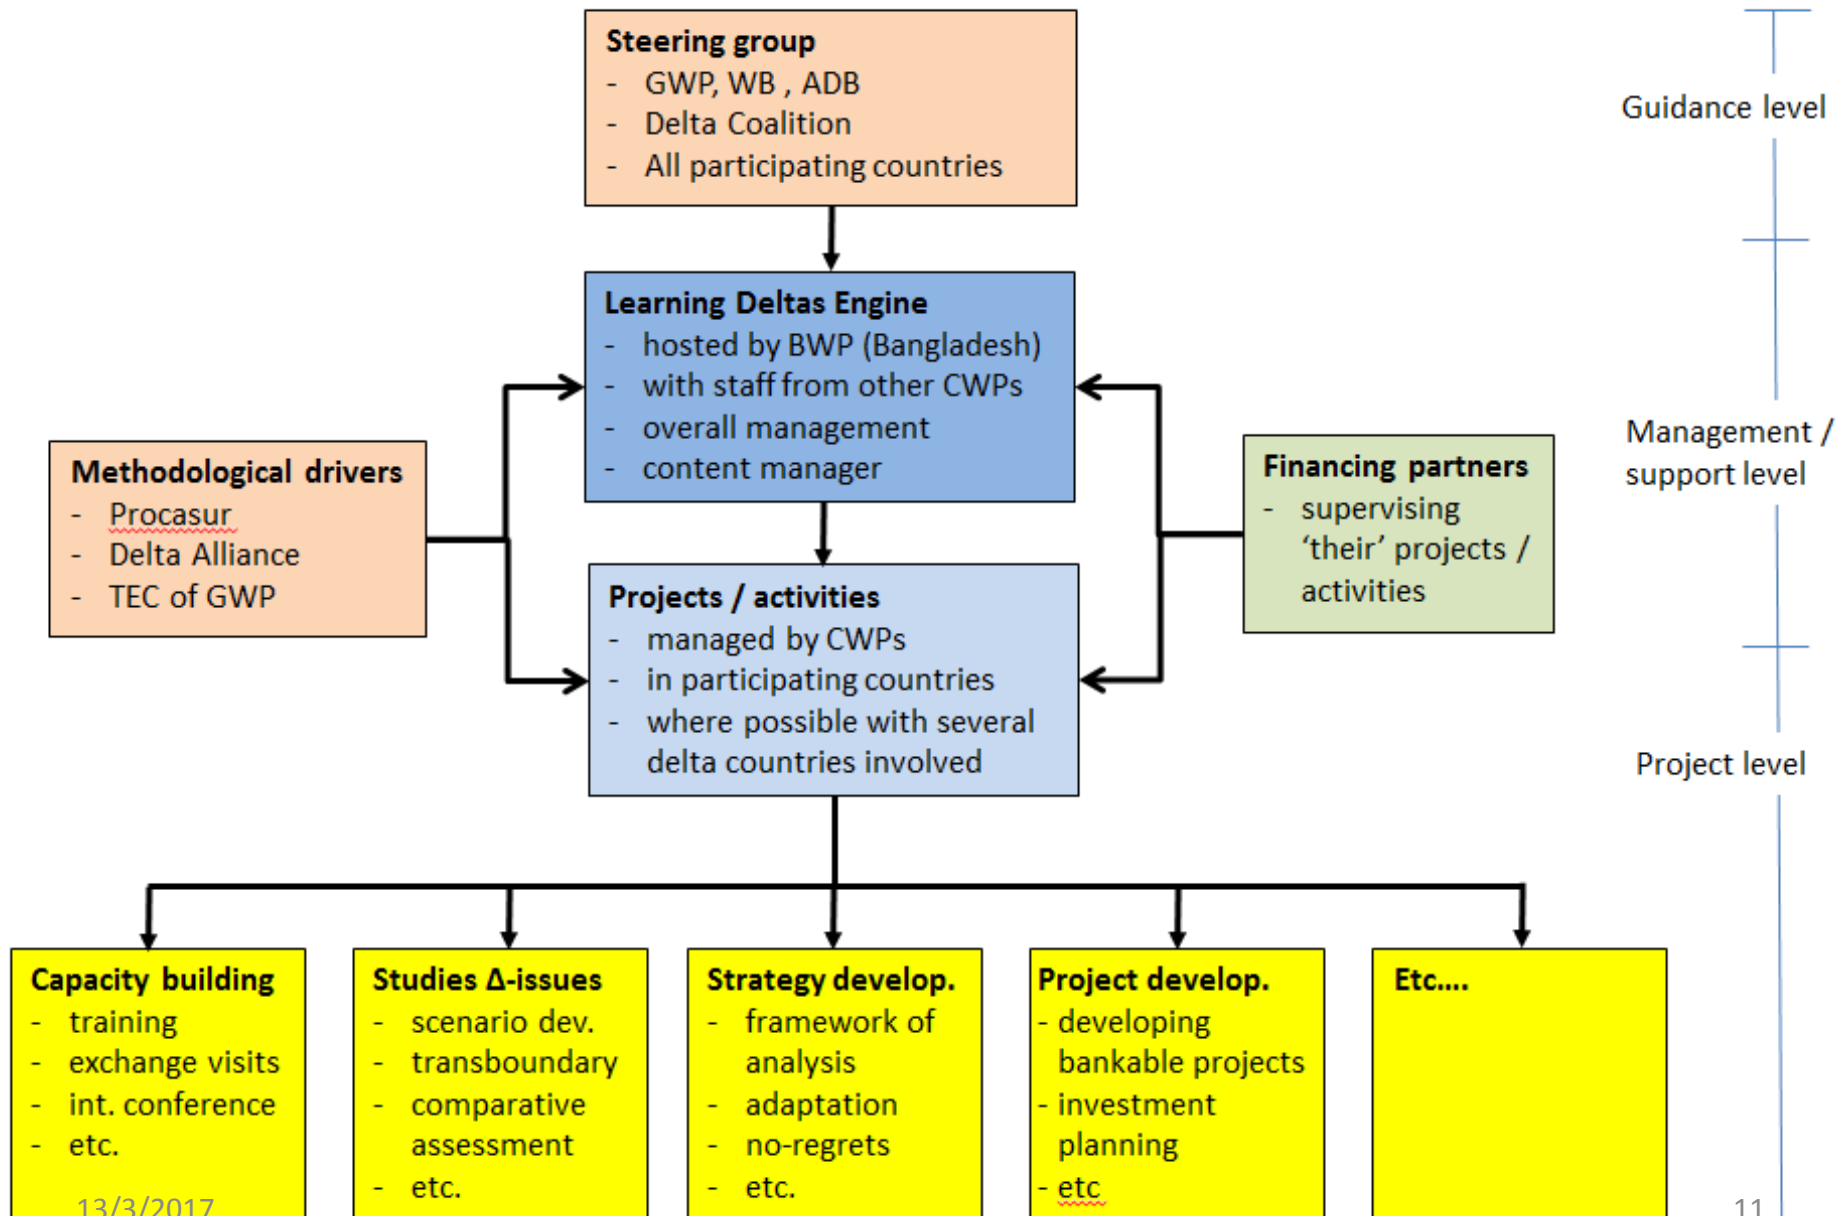 Steering group
- GWP, WB , ADB
- Delta Coalition
- All participating countries
Guidance level
Learning Deltas Engine
- hosted by BWP (Bangladesh)
- with staff from other CWPs
- overall management
- content manager
Methodological drivers
- Procasur
- Delta Alliance
- TEC of GWP
Financing partners
- supervising
‘their’ projects /
activities
Management /
support level
Projects / activities
- managed by CWPs
- in participating countries
- where possible with several
delta countries involved
Project level
Capacity building
- training
- exchange visits
- int. conference
- etc.
Studies Δ-issues
- scenario dev.
- transboundary
- comparative
assessment
- etc.
Strategy develop.
- framework of
analysis
- adaptation
- no-regrets
- etc.
Project develop.
- developing
bankable projects
- investment
planning
- etc
Etc....
13/3/2017
11